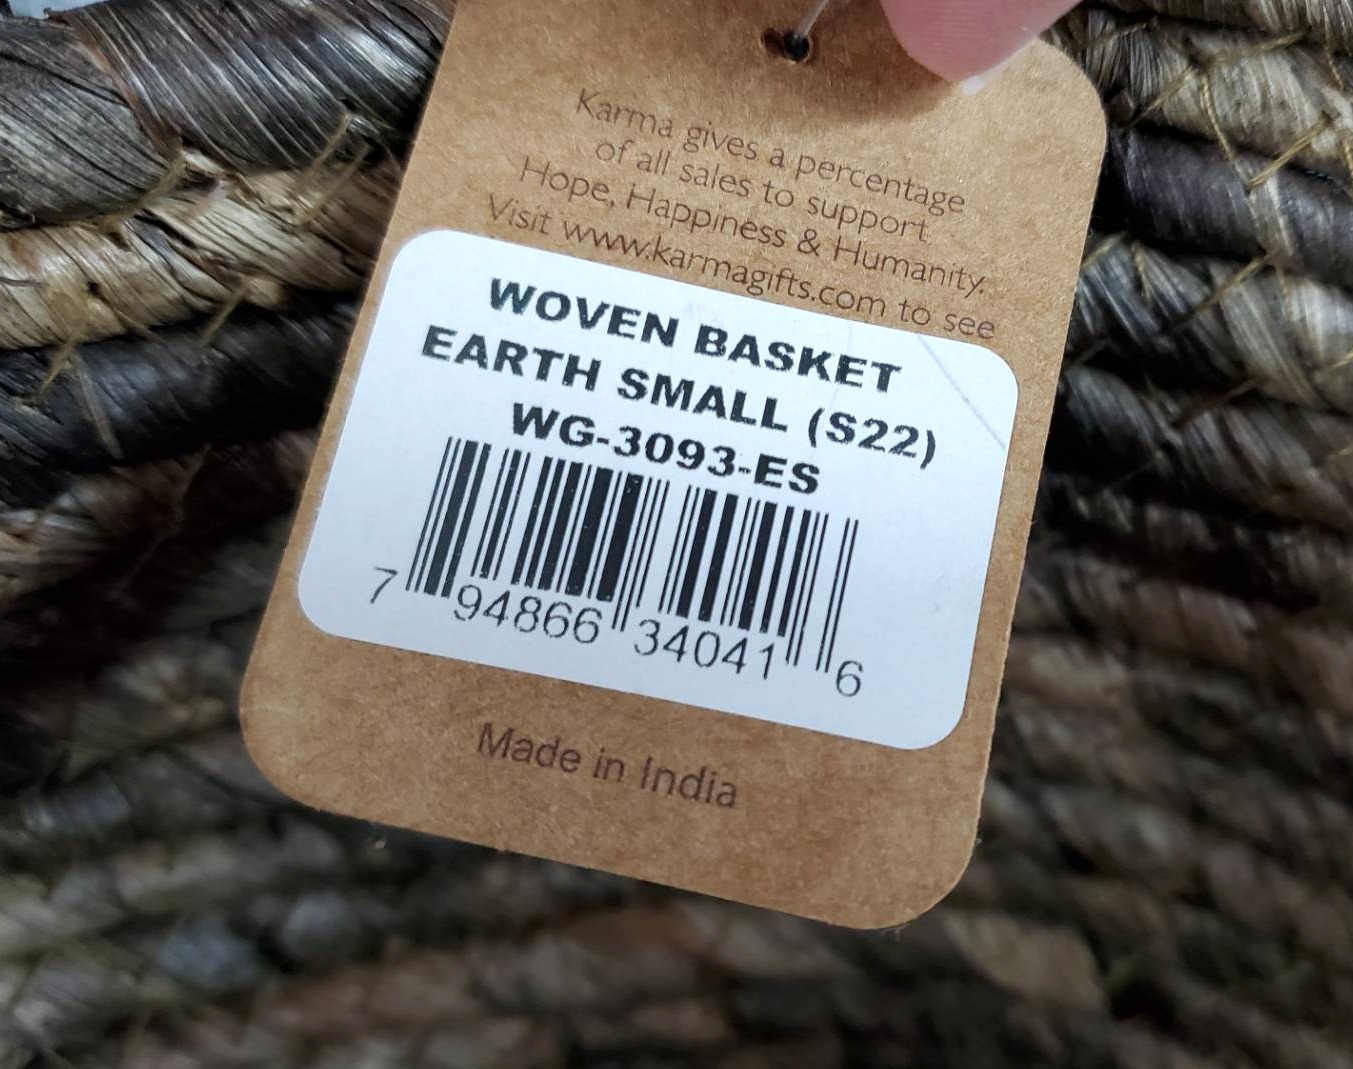 Karma gives a percentage
of all sales to support
Hope, Happiness & Humanity.
Visit www.karmagifts.com to see
WOVEN BASKET
EARTH SMALL (S22)
WG-3093-ES
7 94866 34041 6
Made in India